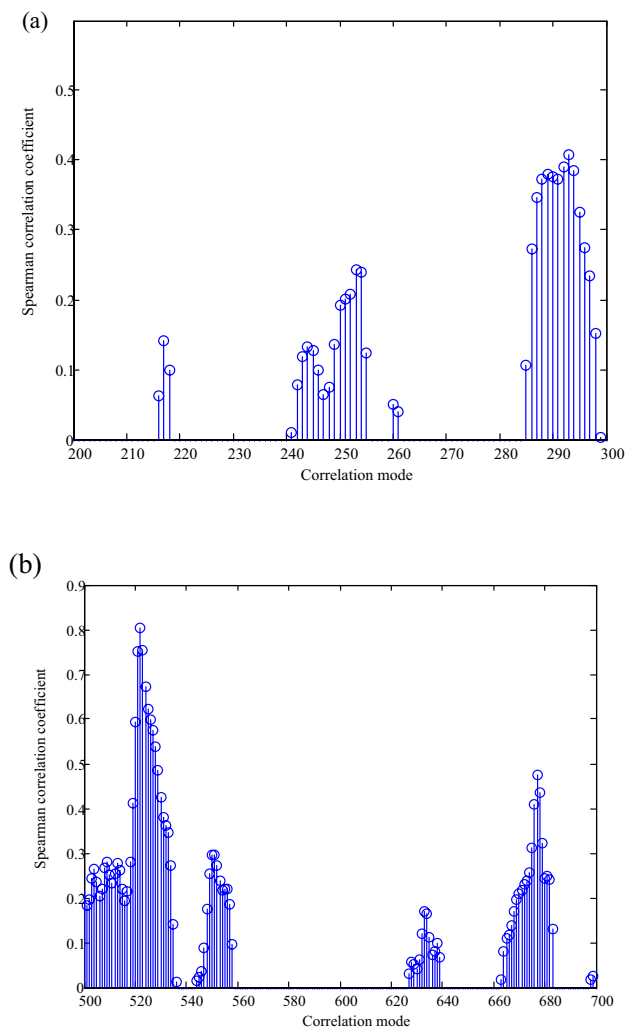 (a)
0.5
0.4
0.3
0.2
0.1
0
200 210 220 230 240 250 260 270 280 290 300
Spearman correlation coefficient
Correlation mode
(b)
0.9
0.8
0.7
0.6
0.5
0.4
0.3
0.2
0.1
0
500 520 540 560 580 600 620 640 660 680 700
Spearman correlation coefficient
Correlation mode